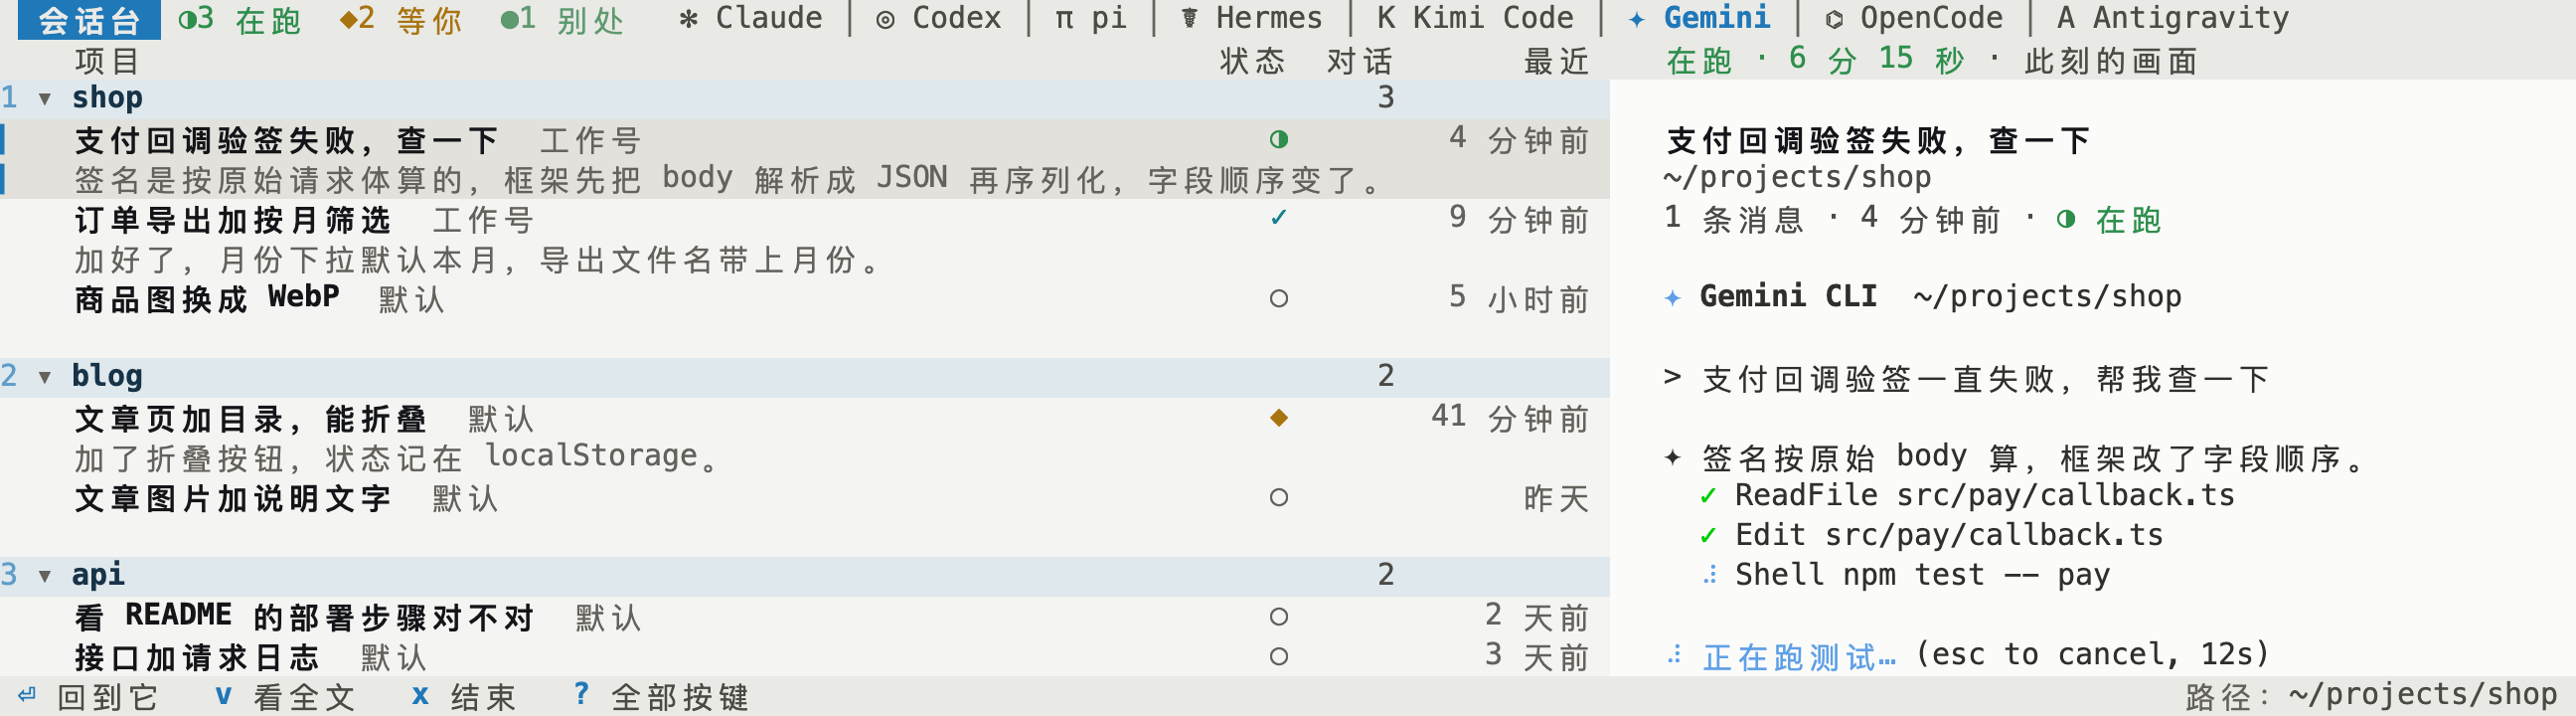 会话台 ◑3 在跑 ◆2 等你 ●1 别处 ✻ Claude │ ◎ Codex │ π pi │ ☤ Hermes │ K Kimi Code │ ✦ Gemini │ ⌬ OpenCode │ A Antigravity
项目 状态 对话 最近
1 ▾ shop 3
支付回调验签失败，查一下 工作号 ◑ 4 分钟前
签名是按原始请求体算的，框架先把 body 解析成 JSON 再序列化，字段顺序变了。
订单导出加按月筛选 工作号 ✓ 9 分钟前
加好了，月份下拉默认本月，导出文件名带上月份。
商品图换成 WebP 默认 ○ 5 小时前
2 ▾ blog 2
文章页加目录，能折叠 默认 ◆ 41 分钟前
加了折叠按钮，状态记在 localStorage。
文章图片加说明文字 默认 ○ 昨天
3 ▾ api 2
看 README 的部署步骤对不对 默认 ○ 2 天前
接口加请求日志 默认 ○ 3 天前
在跑 · 6 分 15 秒 · 此刻的画面
支付回调验签失败，查一下
~/projects/shop
1 条消息 · 4 分钟前 · ◑ 在跑
✦ Gemini CLI ~/projects/shop
> 支付回调验签一直失败，帮我查一下
✦ 签名按原始 body 算，框架改了字段顺序。
✓ ReadFile src/pay/callback.ts
✓ Edit src/pay/callback.ts
Shell npm test -- pay
正在跑测试… (esc to cancel, 12s)
⏎ 回到它 v 看全文 x 结束 ? 全部按键 路径：~/projects/shop